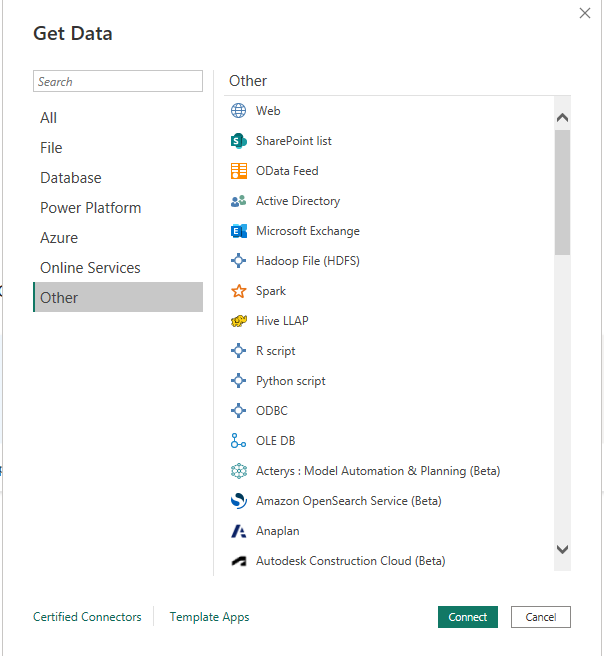 Get Data
Search
All
File
Database
Power Platform
Azure
Online Services
Other
Other
Web
SharePoint list
OData Feed
Active Directory
Microsoft Exchange
Hadoop File (HDFS)
Spark
Hive LLAP
R script
Python script
ODBC
OLE DB
Acterys : Model Automation & Planning (Beta)
Amazon OpenSearch Service (Beta)
Anaplan
Autodesk Construction Cloud (Beta)
Certified Connectors
Template Apps
Connect
Cancel